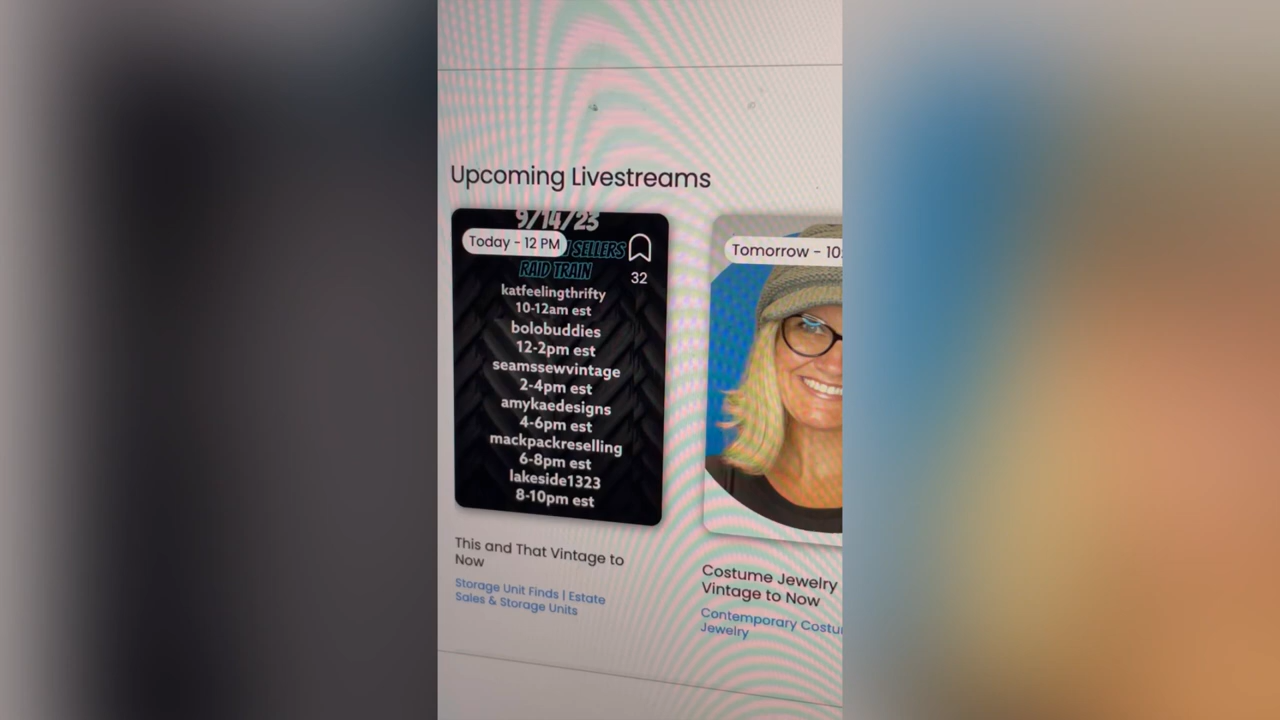 Upcoming Livestreams
9/14/23
Today - 12 PM
SELLERS
RAID TRAIN
32
katfeelingthrifty
10-12am est
bolobuddies
12-2pm est
seamssewvintage
2-4pm est
amykaedesigns
4-6pm est
mackpackreselling
6-8pm est
lakeside1323
8-10pm est
This and That Vintage to
Now
Storage Unit Finds | Estate
Sales & Storage Units
Tomorrow - 10
Costume Jewelry
Vintage to Now
Contemporary
Jewelry